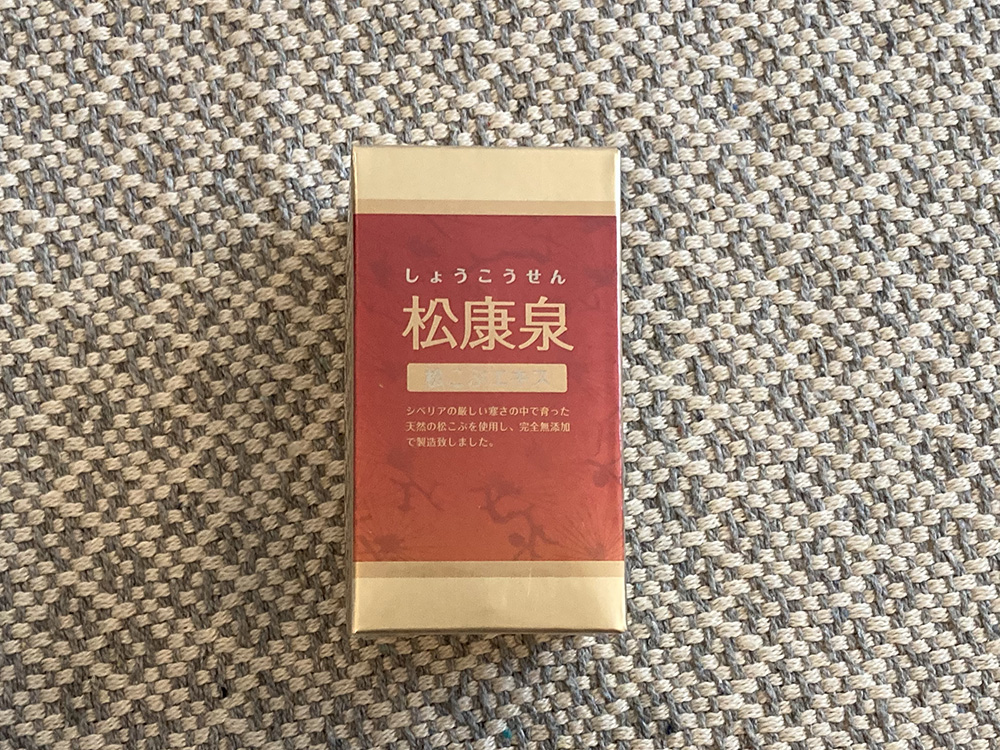 しょうこうせん
松康泉
松こぶエキス
シベリアの厳しい寒さの中で育った
天然の松こぶを使用し、完全無添加
で製造致しました。